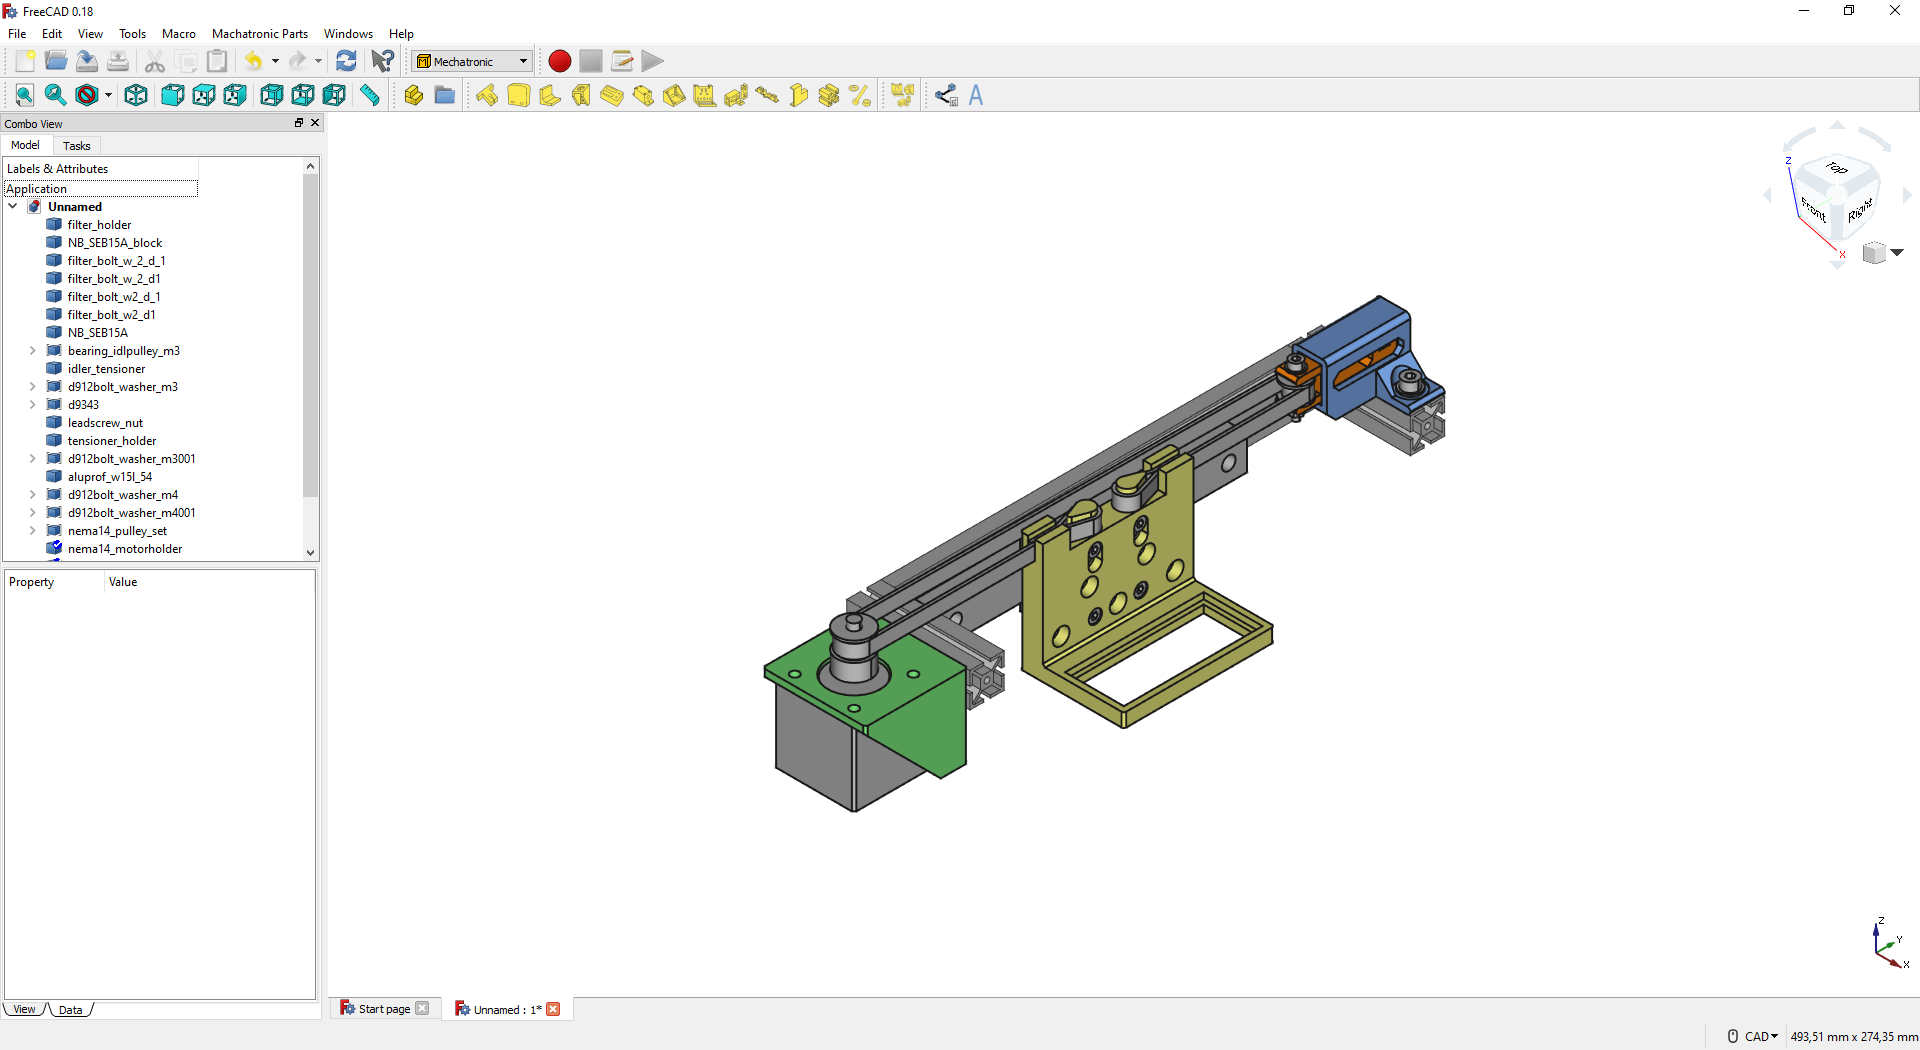 FreeCAD 0.18
File Edit View Tools Macro Machatronic Parts Windows Help
Mechatronic
Combo View
Model Tasks
Labels & Attributes
Application
Unnamed
filter_holder
NB_SEB15A_block
filter_bolt_w_2_d_1
filter_bolt_w_2_d1
filter_bolt_w2_d_1
filter_bolt_w2_d1
NB_SEB15A
bearing_idlpulley_m3
idler_tensioner
d912bolt_washer_m3
d9343
leadscrew_nut
tensioner_holder
d912bolt_washer_m3001
aluprof_w15l_54
d912bolt_washer_m4
d912bolt_washer_m4001
nema14_pulley_set
nema14_motorholder
Property Value
View Data
Top
Front Right
Z
X
Z
Y
X
Start page
Unnamed : 1*
CAD
493,51 mm x 274,35 mm